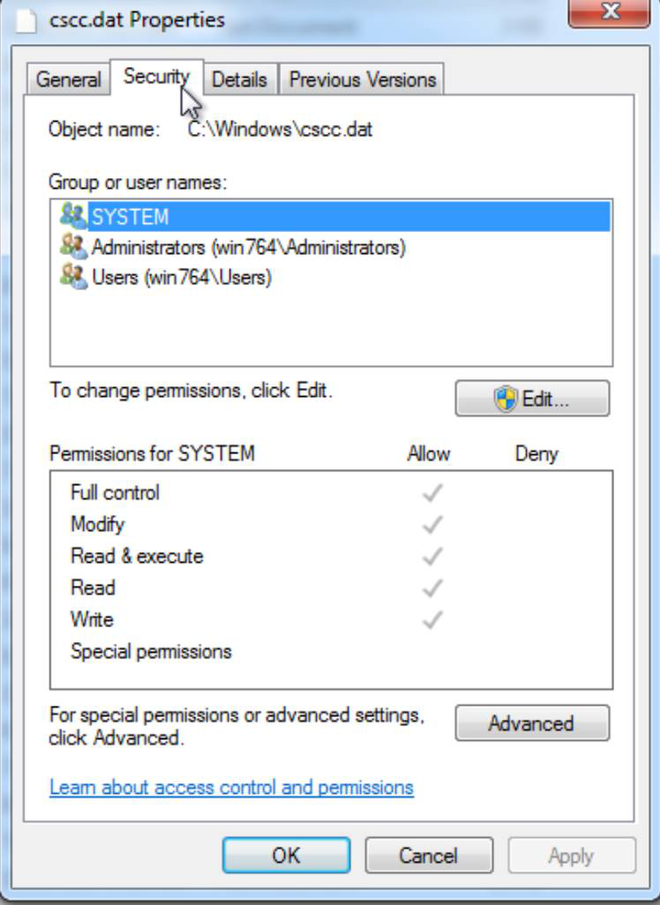 cscc.dat Properties
General Security Details Previous Versions
Object name: C:\Windows\cscc.dat
Group or user names:
SYSTEM
Administrators (win764\Administrators)
Users (win764\Users)
To change permissions, click Edit. Edit...
Permissions for SYSTEM Allow Deny
Full control
Modify
Read & execute
Read
Write
Special permissions
For special permissions or advanced settings,
click Advanced. Advanced
Learn about access control and permissions
OK Cancel Apply